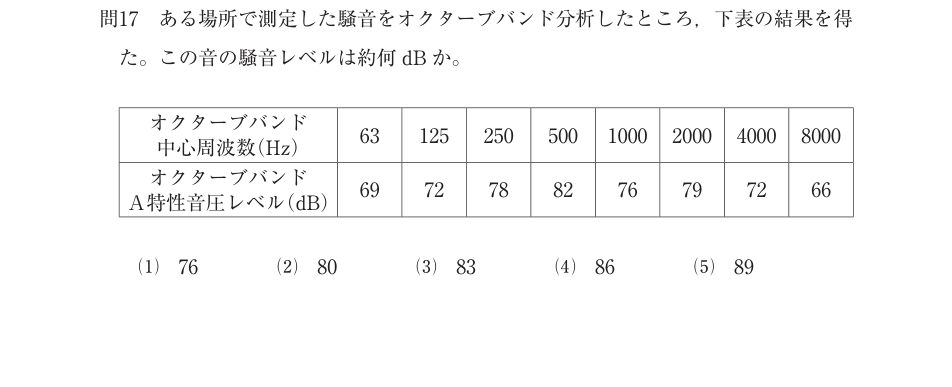 問17　ある場所で測定した騒音をオクターブバンド分析したところ，下表の結果を得
た。この音の騒音レベルは約何 dB か。
オクターブバンド
中心周波数(Hz) 63 125 250 500 1000 2000 4000 8000
オクターブバンド
A特性音圧レベル(dB) 69 72 78 82 76 79 72 66
(1) 76 (2) 80 (3) 83 (4) 86 (5) 89